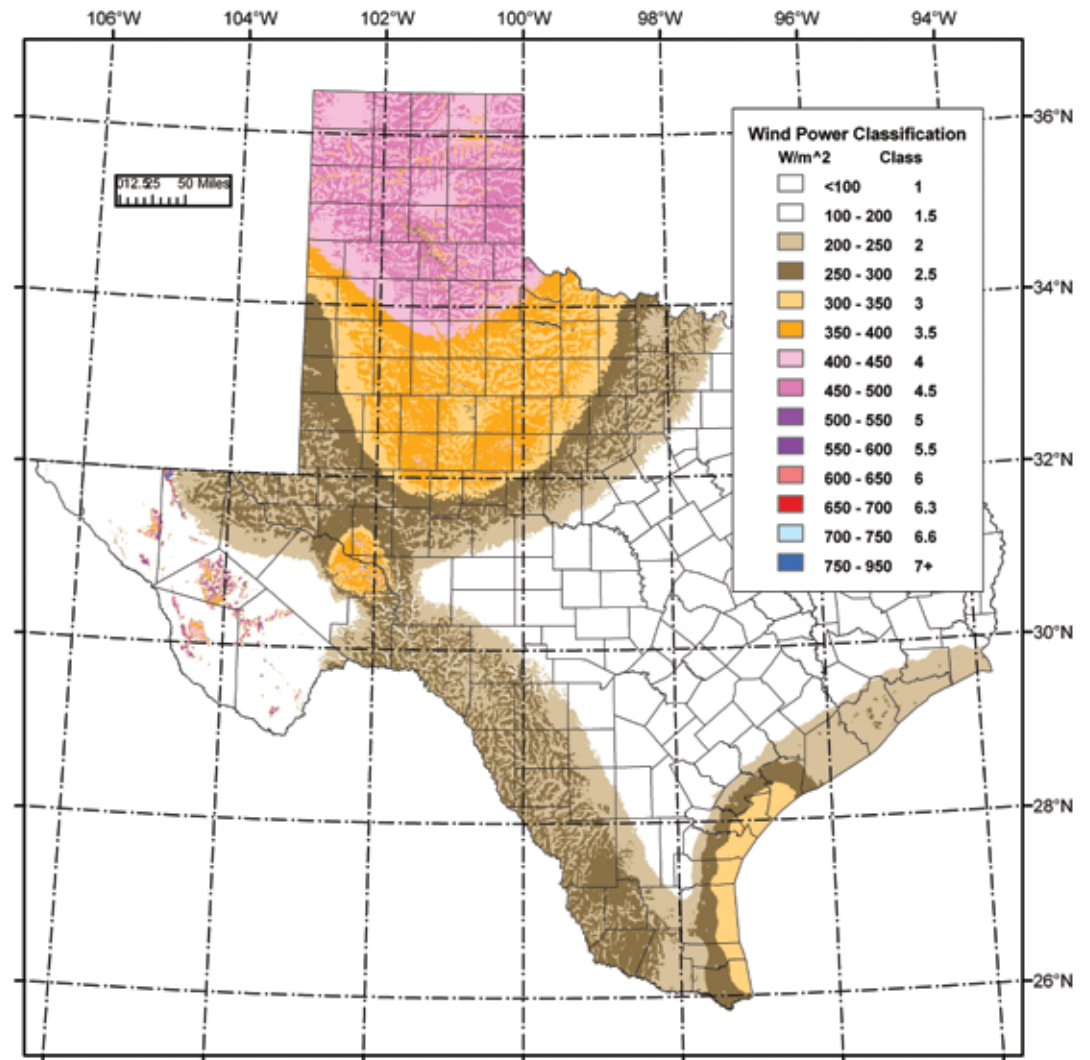 106°W 104°W 102°W 100°W 98°W 96°W 94°W
36°N
34°N
32°N
30°N
28°N
26°N
012.525 50 Miles
Wind Power Classification
W/m^2 Class
<100 1
100 - 200 1.5
200 - 250 2
250 - 300 2.5
300 - 350 3
350 - 400 3.5
400 - 450 4
450 - 500 4.5
500 - 550 5
550 - 600 5.5
600 - 650 6
650 - 700 6.3
700 - 750 6.6
750 - 950 7+